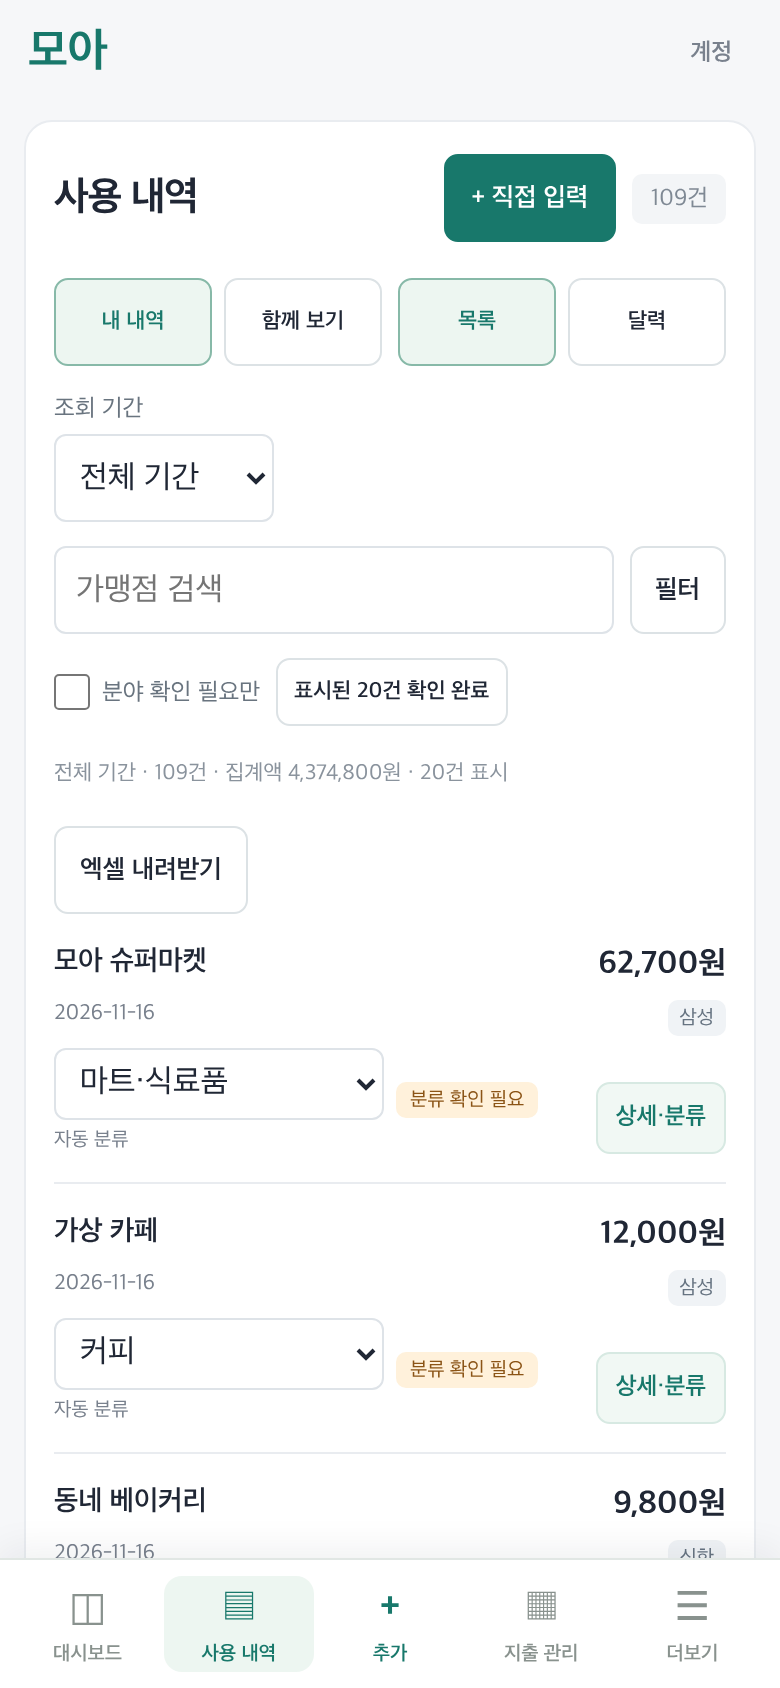 모아
계정
사용 내역
+ 직접 입력
109건
내 내역
함께 보기
목록
달력
조회 기간
전체 기간
가맹점 검색
필터
분야 확인 필요만
표시된 20건 확인 완료
전체 기간 · 109건 · 집계액 4,374,800원 · 20건 표시
엑셀 내려받기
모아 슈퍼마켓
62,700원
2026-11-16
삼성
마트·식료품
분류 확인 필요
상세·분류
자동 분류
가상 카페
12,000원
2026-11-16
삼성
커피
분류 확인 필요
상세·분류
자동 분류
동네 베이커리
9,800원
2026-11-16
신한
대시보드
사용 내역
+
추가
지출 관리
더보기